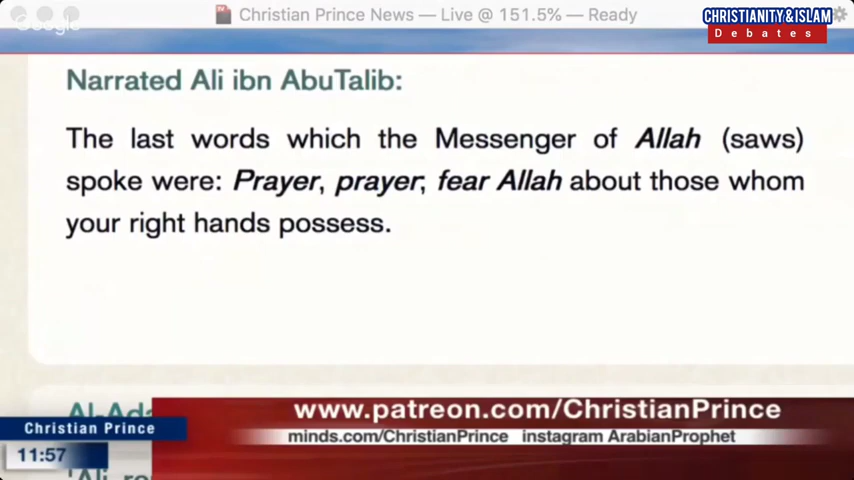 Christian Prince News — Live @ 151.5% — Ready
CHRISTIANITY & ISLAM
Debates
Google
Narrated Ali ibn AbuTalib:
The last words which the Messenger of Allah (saws)
spoke were: Prayer, prayer; fear Allah about those whom
your right hands possess.
www.patreon.com/ChristianPrince
Christian Prince
minds.com/ChristianPrince instagram ArabianProphet
11:57